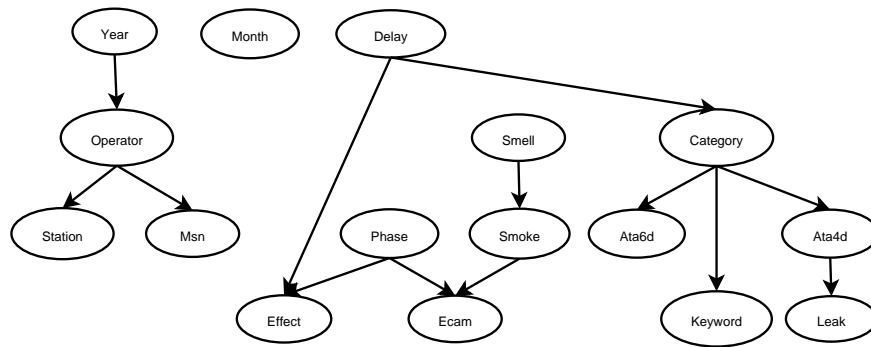 Year
Month
Delay
Operator
Smell
Category
Station
Msn
Phase
Smoke
Ata6d
Ata4d
Effect
Ecam
Keyword
Leak